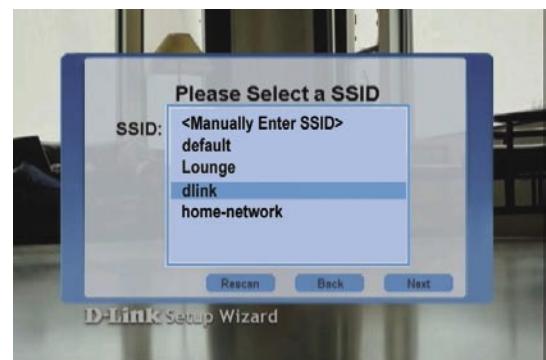 Please Select a SSID
SSID:
<Manually Enter SSID>
default
Lounge
dlink
home-network
Rescan Back Next
D-Link Setup Wizard